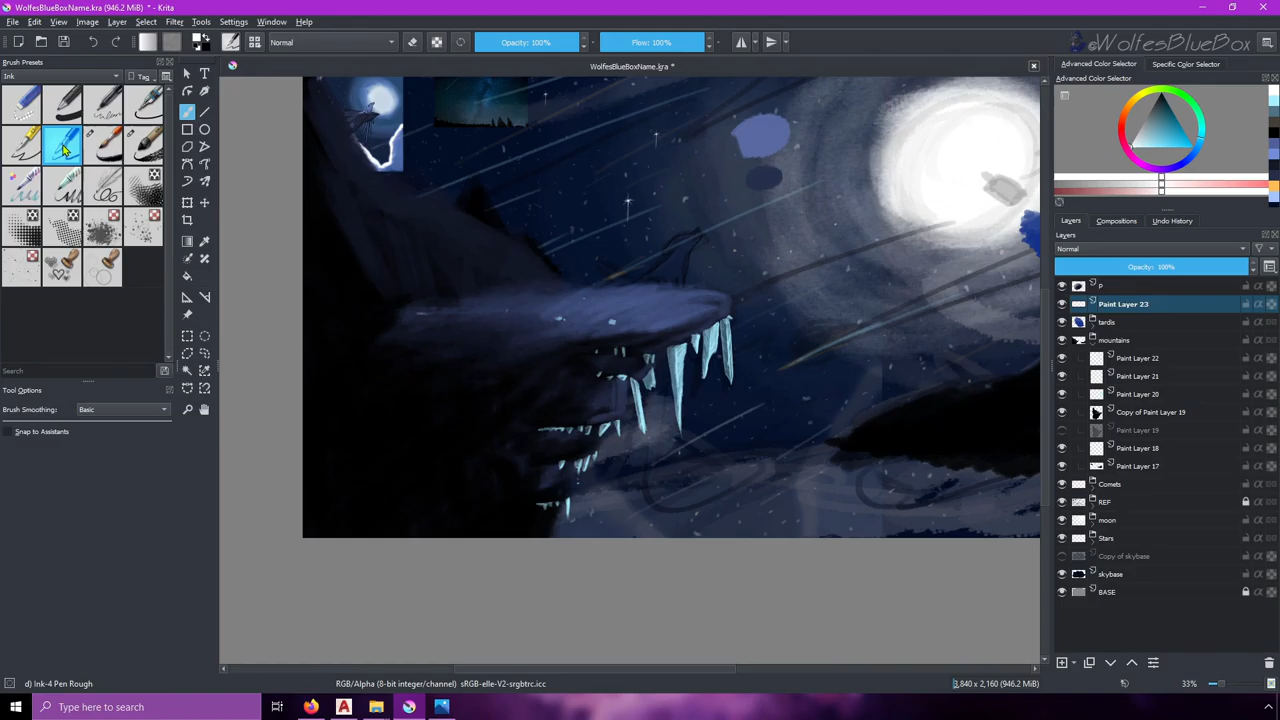 WolfesBlueBoxName.kra (946.2 MiB) * - Krita
File Edit View Image Layer Select Filter Tools Settings Window Help
Normal
Opacity: 100%
Flow: 100%
@WolfesBlueBox
Brush Presets
Ink
Tag
Search
Tool Options
Brush Smoothing: Basic
Snap to Assistants
WolfesBlueBoxName.kra *
Advanced Color Selector
Specific Color Selector
Advanced Color Selector
Layers
Compositions
Undo History
Layers
Normal
Opacity: 100%
p
Paint Layer 23
tardis
mountains
Paint Layer 22
Paint Layer 21
Paint Layer 20
Copy of Paint Layer 19
Paint Layer 19
Paint Layer 18
Paint Layer 17
Comets
REF
moon
Stars
Copy of skybase
skybase
BASE
d) Ink-4 Pen Rough
RGB/Alpha (8-bit integer/channel) sRGB-elle-V2-srgbtrc.icc
3,840 x 2,160 (946.2 MiB)
33%
Type here to search